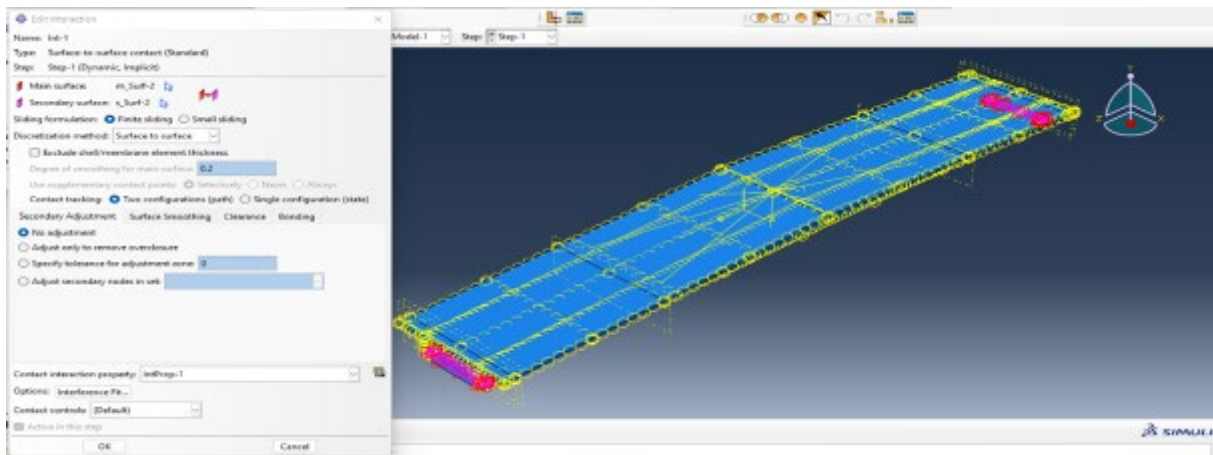 Edit Interaction
Name: Int-1
Type: Surface-to-surface contact (Standard)
Step: Step-1 (Dynamic, Implicit)
Main surface: m_Surf-2
Secondary surface: s_Surf-2
Sliding formulation: Finite sliding Small sliding
Discretization method: Surface to surface
Exclude shell/membrane element thickness
Degree of smoothing for main surface: 0.2
Use supplementary contact points: Selectively Never Always
Contact tracking: Two configurations (path) Single configuration (state)
Secondary Adjustment Surface Smoothing Clearance Bonding
No adjustment
Adjust only to remove overclosure
Specify tolerance for adjustment zone: 0
Adjust secondary nodes in set:
Contact interaction property: IntProp-1
Options: Interference Fit...
Contact controls: (Default)
Active in this step
OK Cancel
Model-1 Step: Step-1
Y
X
Z
SIMULI